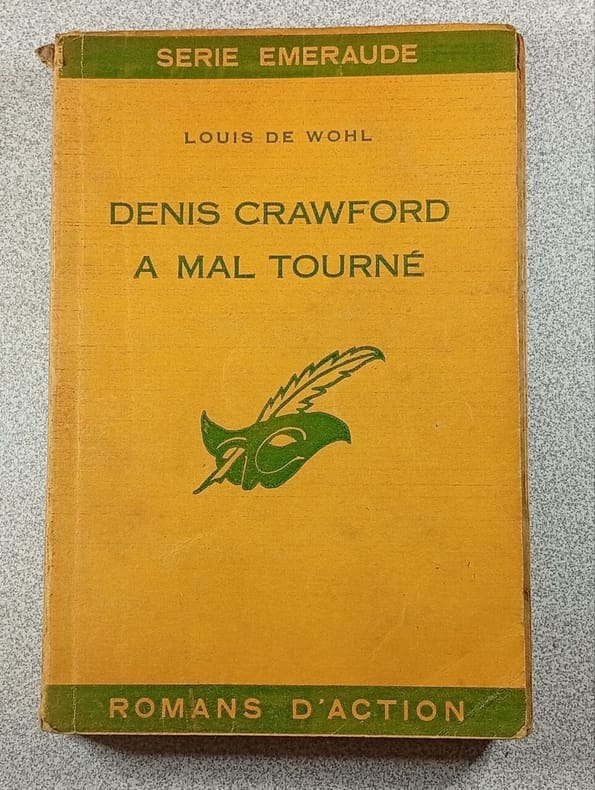 SERIE EMERAUDE
LOUIS DE WOHL
DENIS CRAWFORD
A MAL TOURNÉ
ROMANS D'ACTION